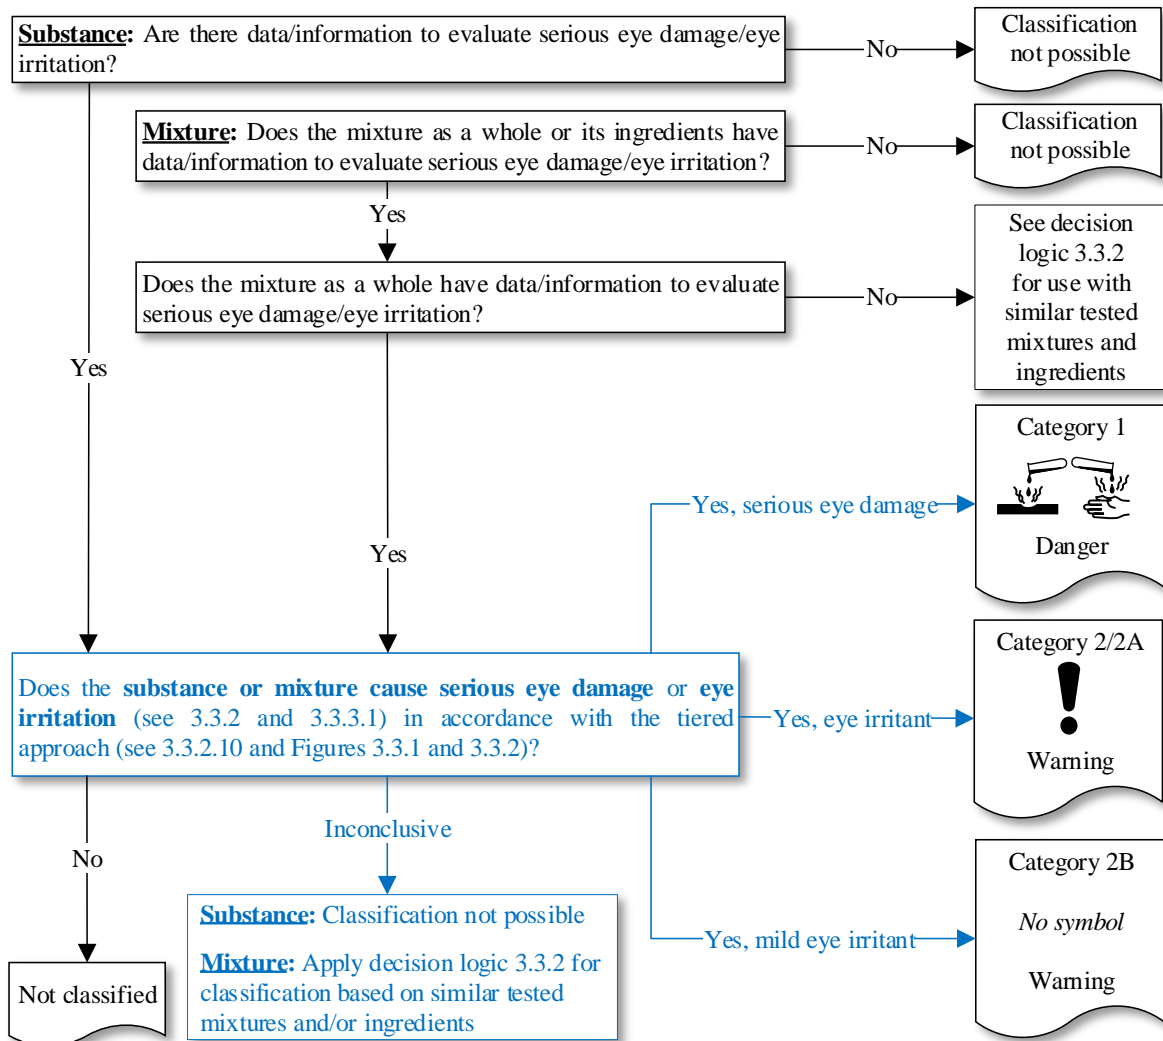 Substance: Are there data/information to evaluate serious eye damage/eye
irritation?
No
Classification
not possible
Mixture: Does the mixture as a whole or its ingredients have
data/information to evaluate serious eye damage/eye irritation?
No
Classification
not possible
Yes
Does the mixture as a whole have data/information to evaluate
serious eye damage/eye irritation?
No
See decision
logic 3.3.2
for use with
similar tested
mixtures and
ingredients
Yes
Yes
Yes, serious eye damage
Category 1
Danger
Does the substance or mixture cause serious eye damage or eye
irritation (see 3.3.2 and 3.3.3.1) in accordance with the tiered
approach (see 3.3.2.10 and Figures 3.3.1 and 3.3.2)?
Yes, eye irritant
Category 2/2A
Warning
No
Inconclusive
Yes, mild eye irritant
Category 2B
No symbol
Warning
Not classified
Substance: Classification not possible
Mixture: Apply decision logic 3.3.2 for
classification based on similar tested
mixtures and/or ingredients